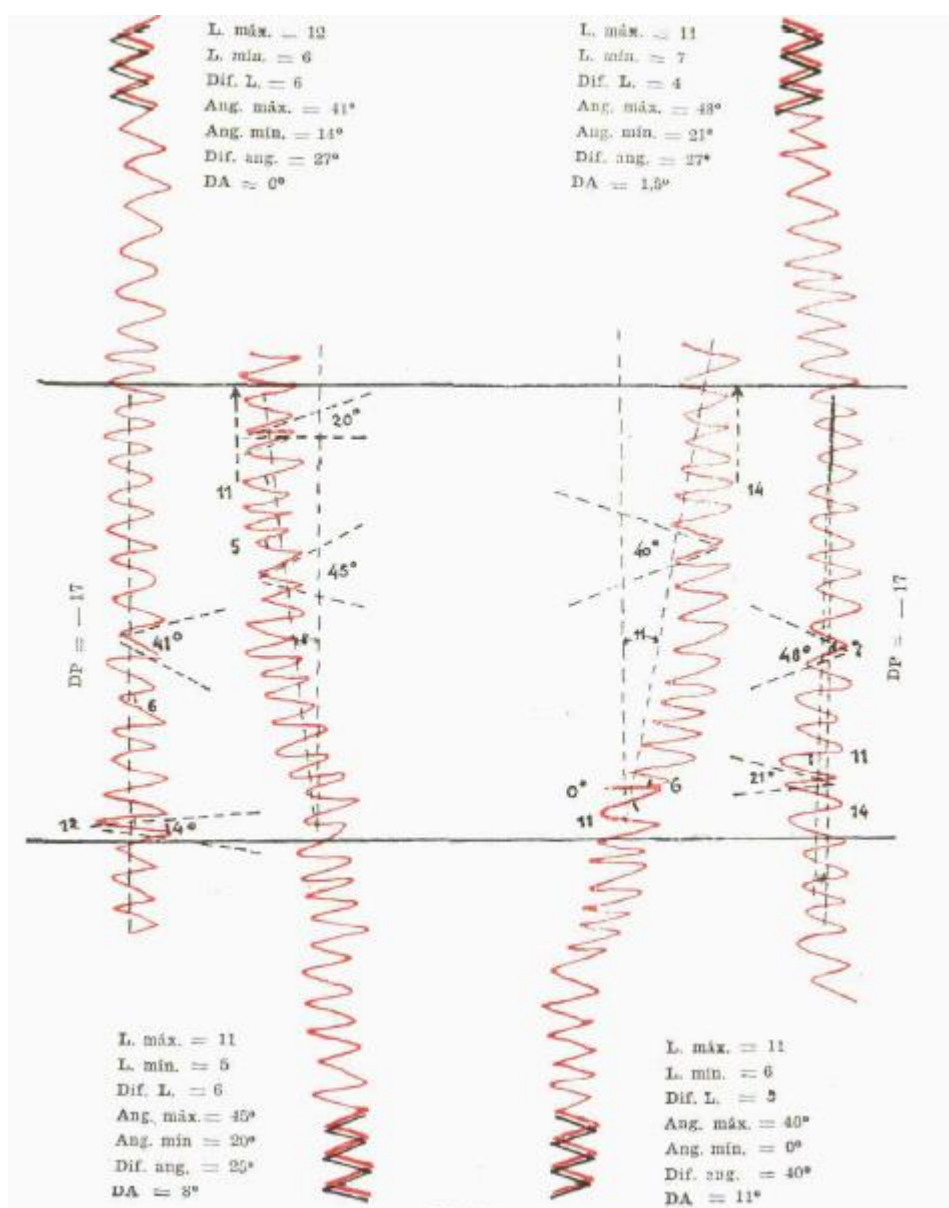 L. máx. = 12
L. mín. = 6
Dif. L. = 6
Ang. máx. = 41°
Ang. mín. = 14°
Dif. ang. = 27°
DA = 0°
L. máx. = 11
L. mín. = 7
Dif. L. = 4
Ang. máx. = 48°
Ang. mín. = 21°
Dif. ang. = 27°
DA = 1,5°
20°
11
14
5
40°
45°
DP = — 17
DP = — 17
8
11
41°
48°
6
11
21°
0°
6
14
11
12
14°
L. máx. = 11
L. mín. = 5
Dif. L. = 6
Ang. máx. = 45°
Ang. mín = 20°
Dif. ang. = 25°
DA = 8°
L. máx. = 11
L. mín. = 6
Dif. L. = 5
Ang. máx. = 40°
Ang. mín. = 0°
Dif. ang. = 40°
DA = 11°